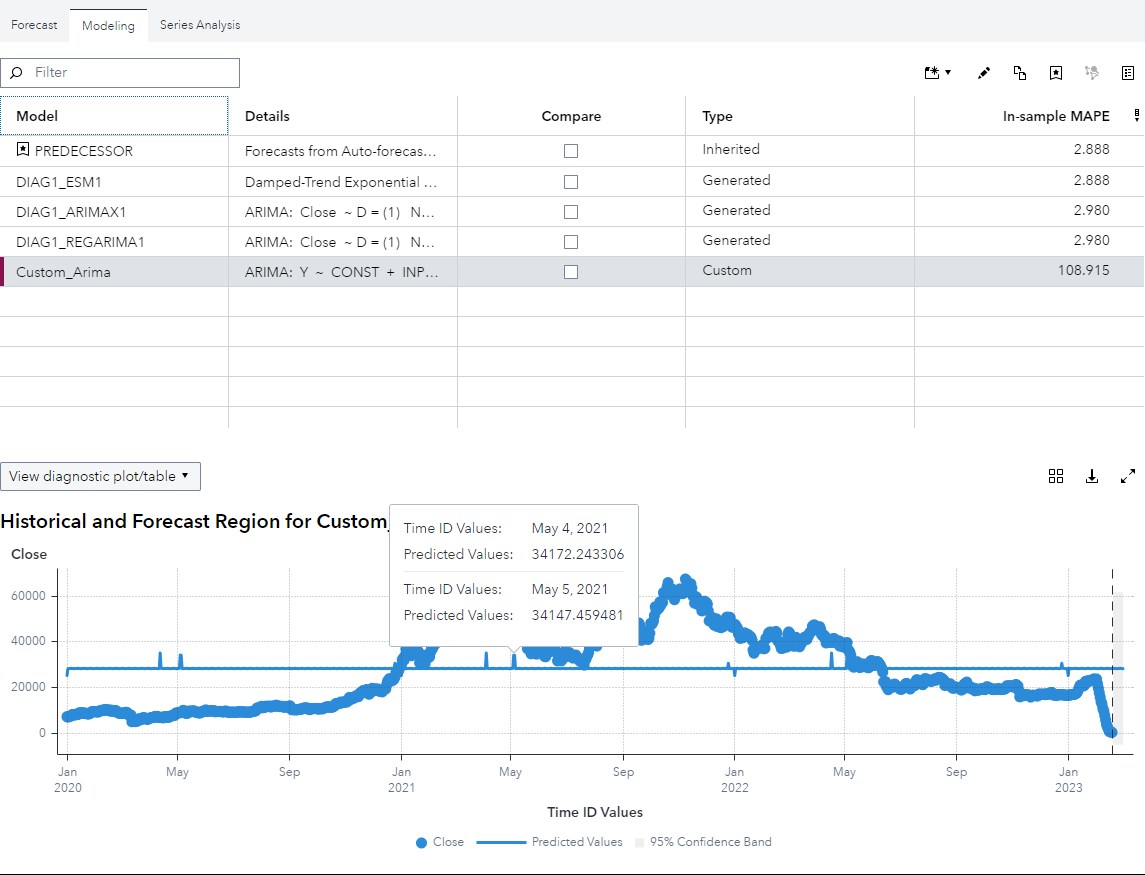 Forecast Modeling Series Analysis
Filter
Model Details Compare Type In-sample MAPE
PREDECESSOR Forecasts from Auto-forecas… Inherited 2.888
DIAG1_ESM1 Damped-Trend Exponential … Generated 2.888
DIAG1_ARIMAX1 ARIMA: Close ~ D = (1) N… Generated 2.980
DIAG1_REGARIMA1 ARIMA: Close ~ D = (1) N… Generated 2.980
Custom_Arima ARIMA: Y ~ CONST + INP… Custom 108.915
View diagnostic plot/table
Historical and Forecast Region for Custom_
Time ID Values: May 4, 2021
Predicted Values: 34172.243306
Time ID Values: May 5, 2021
Predicted Values: 34147.459481
Close
60000
40000
20000
0
Jan May Sep Jan May Sep Jan May Sep Jan
2020 2021 2022 2023
Time ID Values
Close Predicted Values 95% Confidence Band